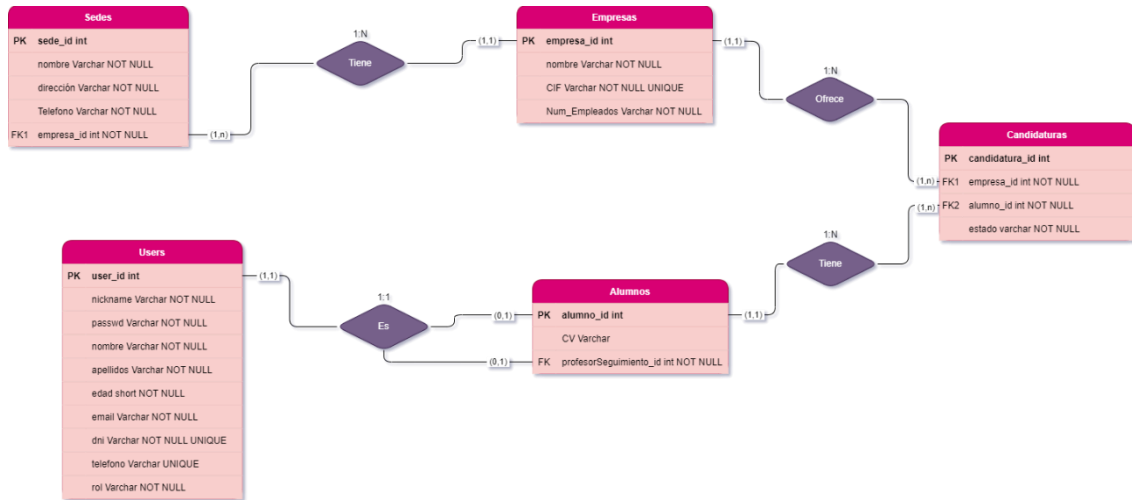 Sedes
PK sede_id int
nombre Varchar NOT NULL
dirección Varchar NOT NULL
Telefono Varchar NOT NULL
FK1 empresa_id int NOT NULL
(1,n)
1:N
Tiene
(1,1)
Empresas
PK empresa_id int
nombre Varchar NOT NULL
CIF Varchar NOT NULL UNIQUE
Num_Empleados Varchar NOT NULL
(1,1)
1:N
Ofrece
(1,n)
Candidaturas
PK candidatura_id int
FK1 empresa_id int NOT NULL
FK2 alumno_id int NOT NULL
estado varchar NOT NULL
(1,n)
1:N
Tiene
(1,1)
Users
PK user_id int
nickname Varchar NOT NULL
passwd Varchar NOT NULL
nombre Varchar NOT NULL
apellidos Varchar NOT NULL
edad short NOT NULL
email Varchar NOT NULL
dni Varchar NOT NULL UNIQUE
telefono Varchar UNIQUE
rol Varchar NOT NULL
(1,1)
1:1
Es
(0,1)
(0,1)
Alumnos
PK alumno_id int
CV Varchar
FK profesorSeguimiento_id int NOT NULL